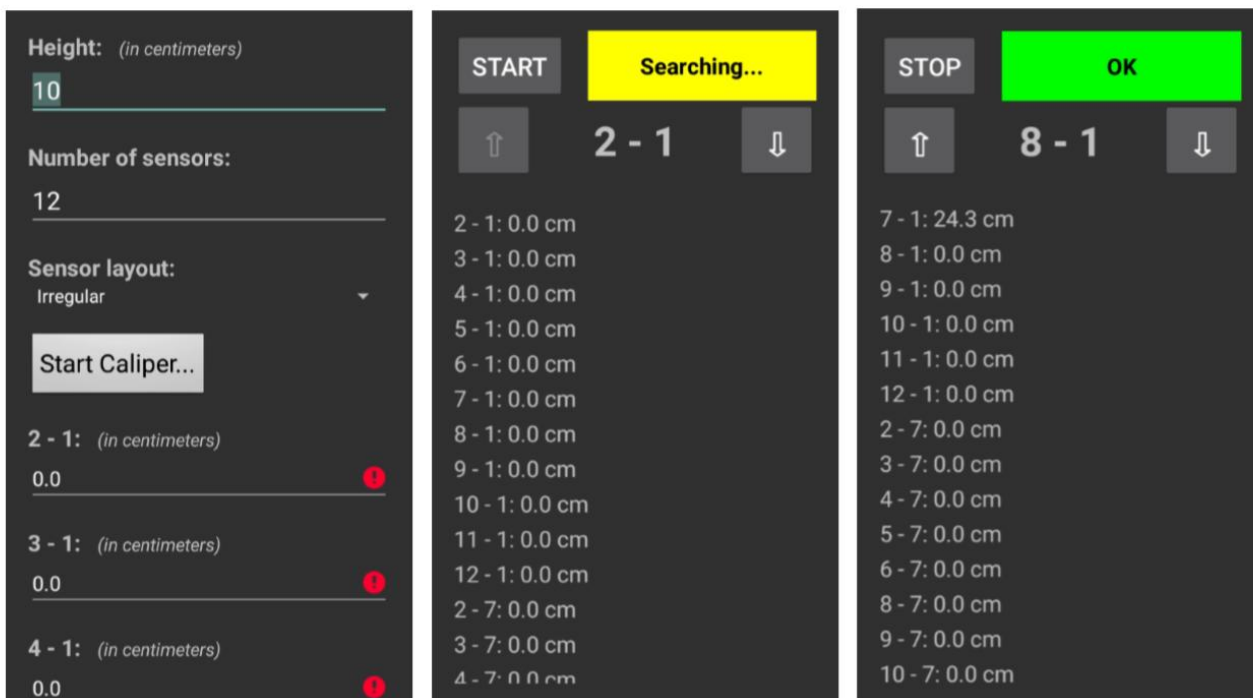 Height: (in centimeters)
10
Number of sensors:
12
Sensor layout:
Irregular
Start Caliper...
2 - 1: (in centimeters)
0.0
3 - 1: (in centimeters)
0.0
4 - 1: (in centimeters)
0.0
START
Searching...
⇧
2 - 1
⇩
2 - 1: 0.0 cm
3 - 1: 0.0 cm
4 - 1: 0.0 cm
5 - 1: 0.0 cm
6 - 1: 0.0 cm
7 - 1: 0.0 cm
8 - 1: 0.0 cm
9 - 1: 0.0 cm
10 - 1: 0.0 cm
11 - 1: 0.0 cm
12 - 1: 0.0 cm
2 - 7: 0.0 cm
3 - 7: 0.0 cm
4 - 7: 0.0 cm
STOP
OK
⇧
8 - 1
⇩
7 - 1: 24.3 cm
8 - 1: 0.0 cm
9 - 1: 0.0 cm
10 - 1: 0.0 cm
11 - 1: 0.0 cm
12 - 1: 0.0 cm
2 - 7: 0.0 cm
3 - 7: 0.0 cm
4 - 7: 0.0 cm
5 - 7: 0.0 cm
6 - 7: 0.0 cm
8 - 7: 0.0 cm
9 - 7: 0.0 cm
10 - 7: 0.0 cm